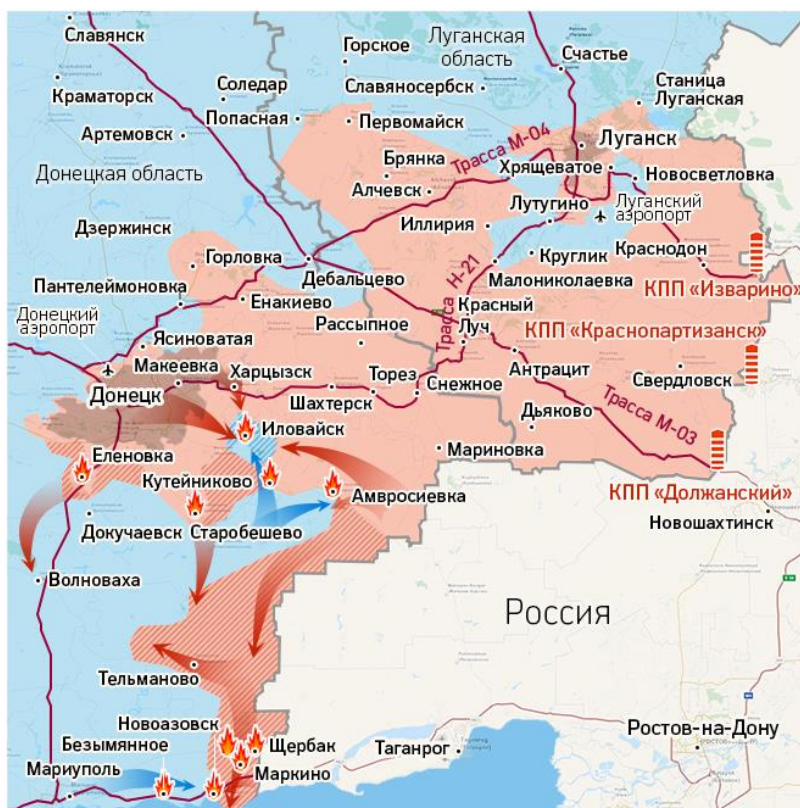 Славянск
Горское
Луганская
область
Счастье
Краматорск
Соледар
Славяносербск
Станица
Луганская
Попасная
Первомайск
Артемовск
Трасса М-04
Луганск
Брянка
Хрящеватое
Донецкая область
Алчевск
Новосветловка
Дзержинск
Лутугино
Луганский
аэропорт
Иллирия
Горловка
Круглик
Краснодон
Дебальцево
Трасса Н-21
Малониколаевка
Пантелеймоновка
КПП «Изварино»
Енакиево
Красный
Луч
Донецкий
аэропорт
Рассыпное
КПП «Краснопартизанск»
Ясиноватая
Макеевка
Харцызск
Торез
Антрацит
Свердловск
Донецк
Шахтерск
Снежное
Дьяково
Трасса М-03
Иловайск
Мариновка
Еленовка
Кутейниково
Амвросиевка
КПП «Должанский»
Докучаевск
Старобешево
Новошахтинск
Волноваха
Россия
Тельманово
Новоазовск
Безымянное
Щербак
Таганрог
Ростов-на-Дону
Мариуполь
Маркино